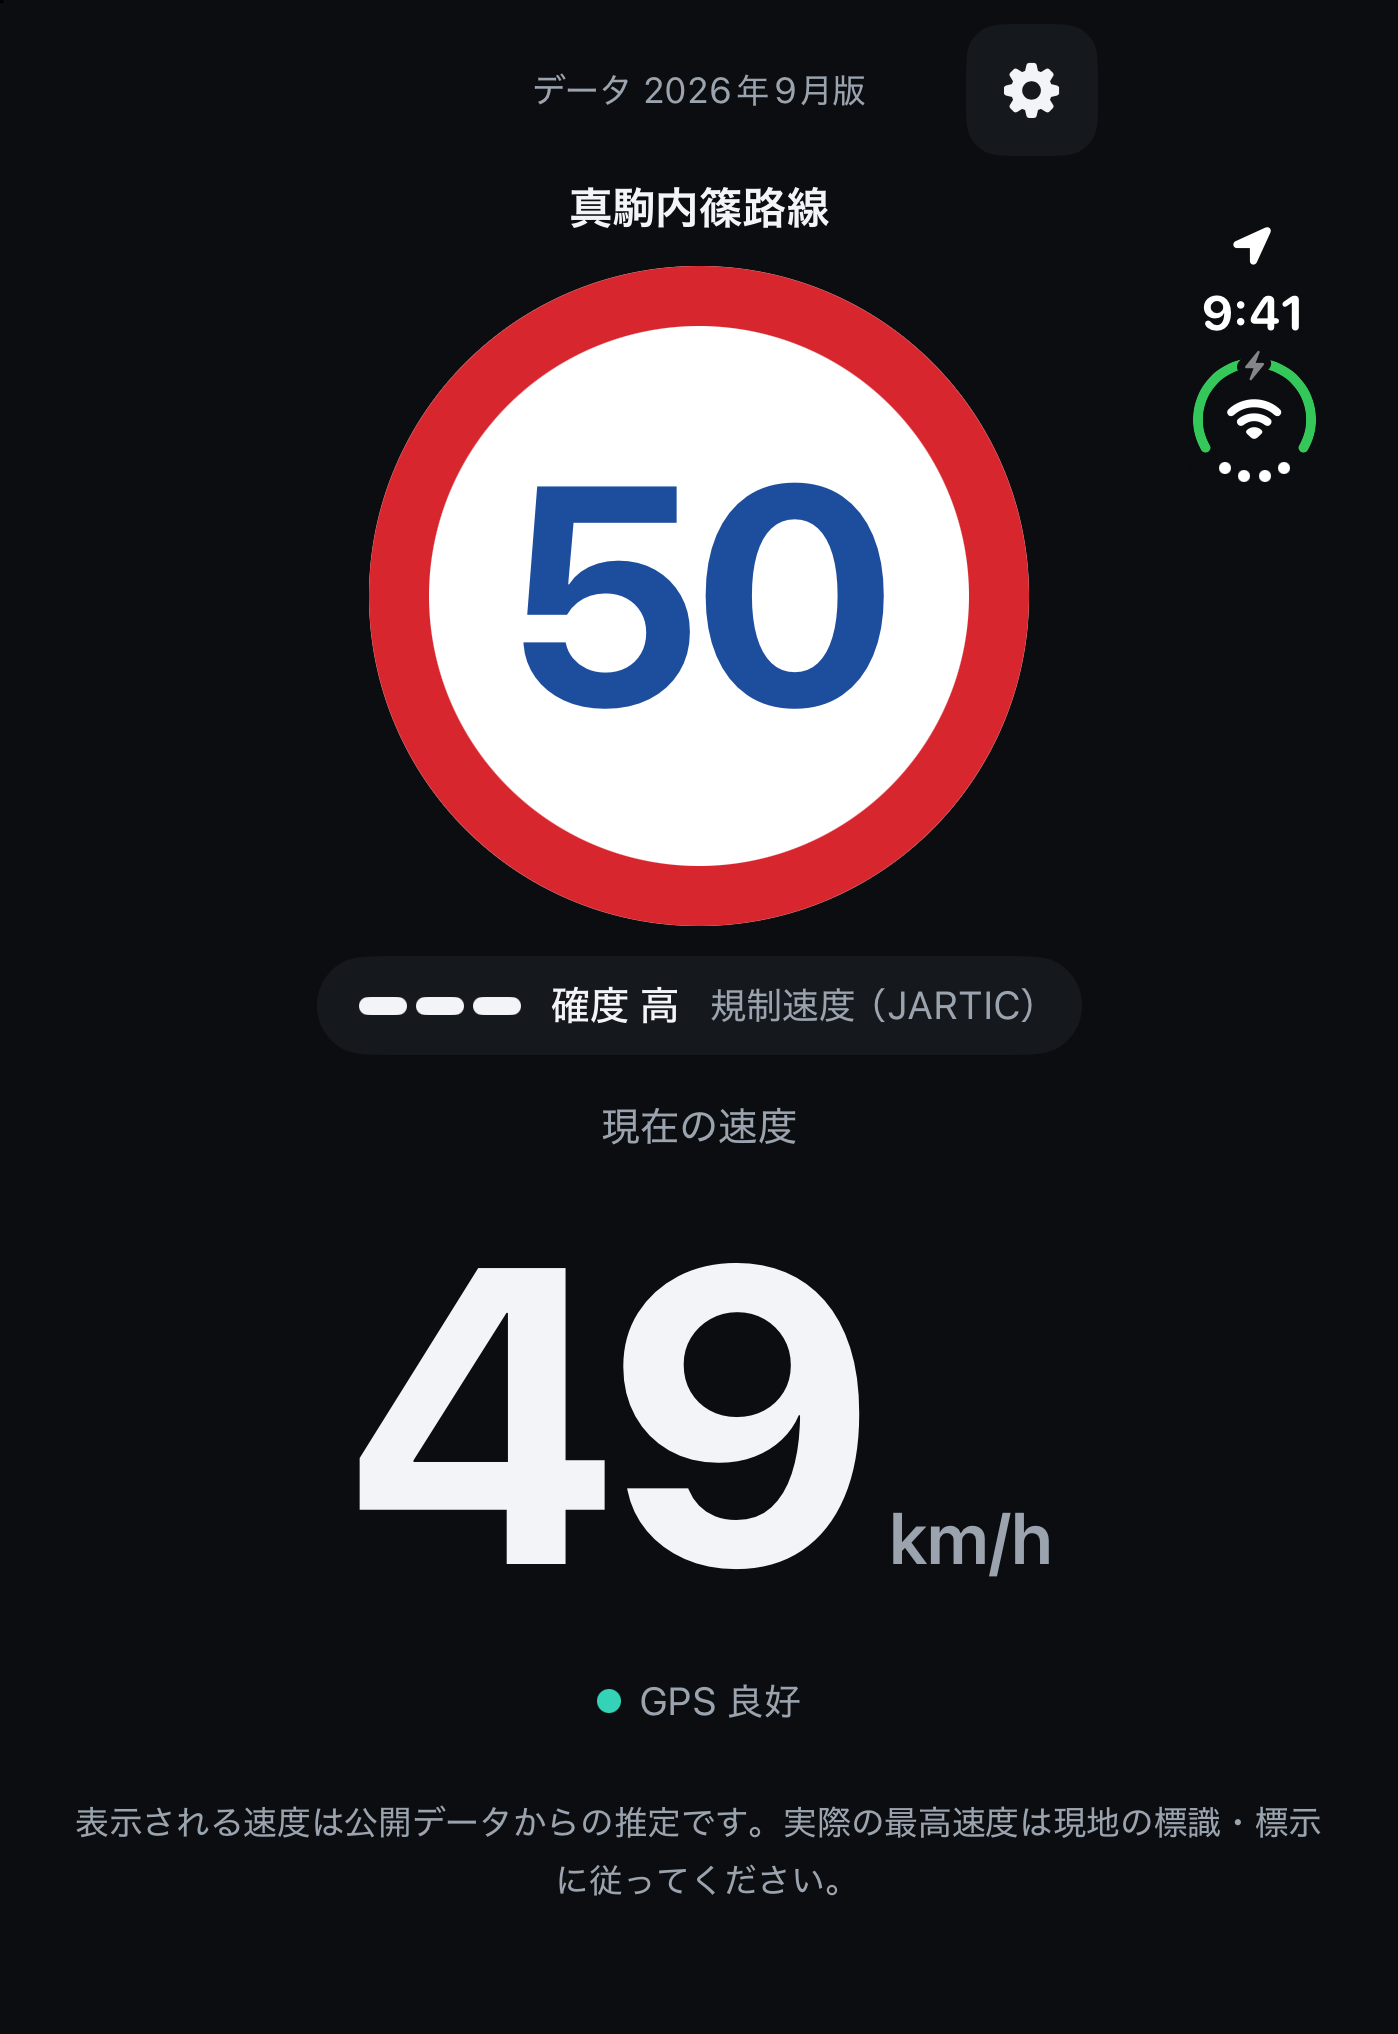 データ 2026年9月版
真駒内篠路線
9:41
50
確度 高 規制速度（JARTIC）
現在の速度
49 km/h
GPS 良好
表示される速度は公開データからの推定です。実際の最高速度は現地の標識・標示
に従ってください。